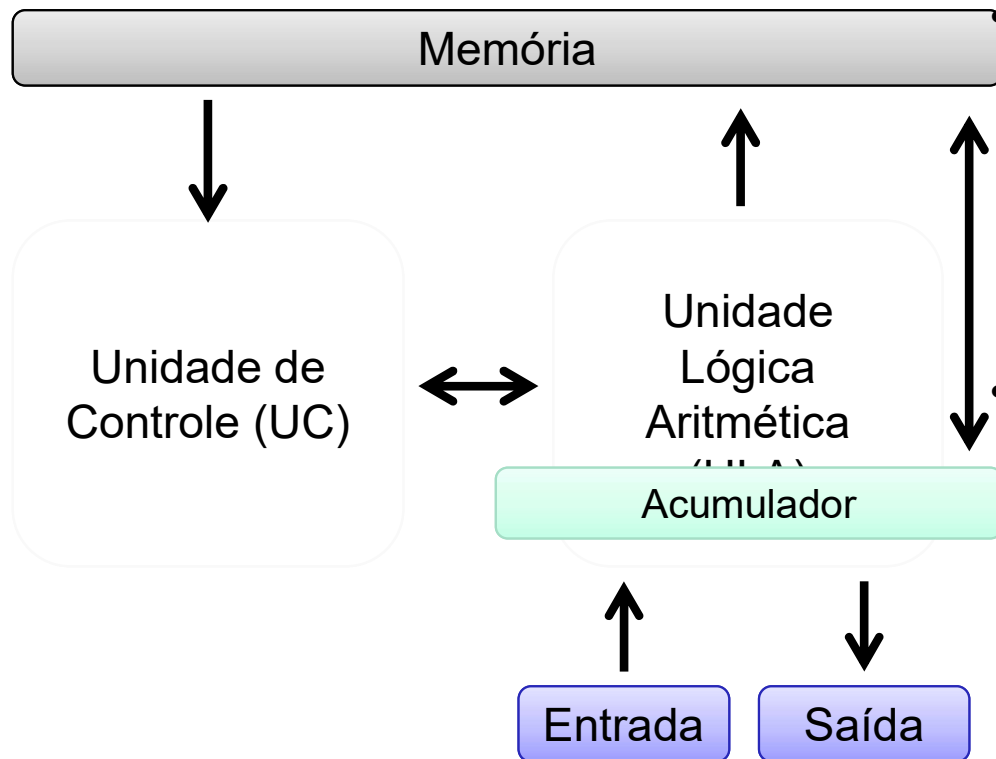 Memória
Unidade de
Controle (UC)
Unidade
Lógica
Aritmética
Acumulador
Entrada
Saída